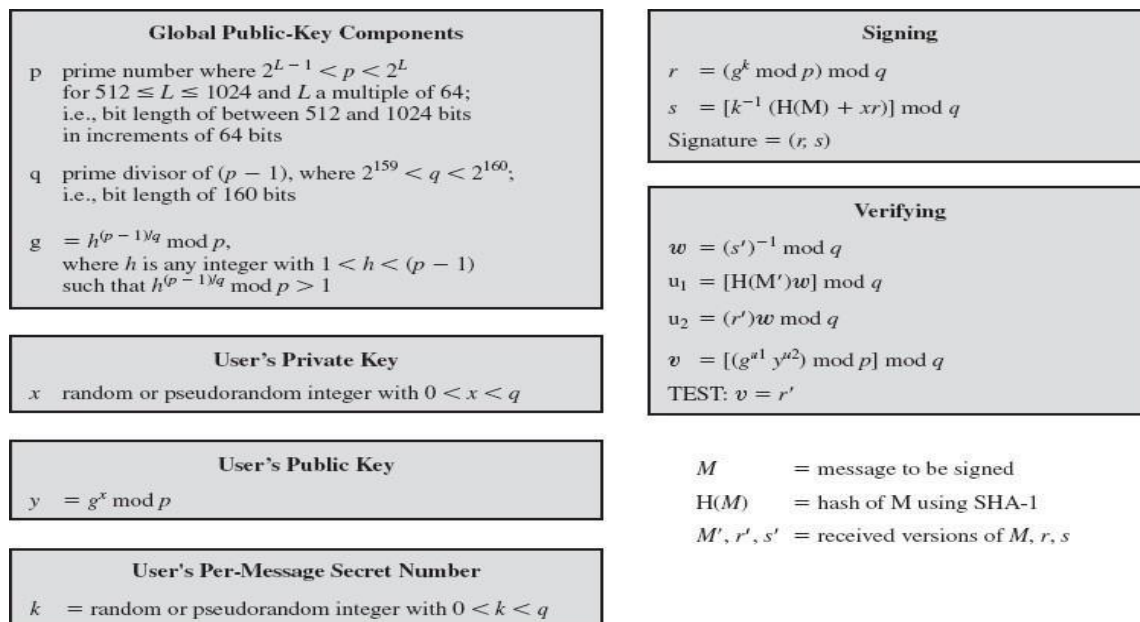 Global Public-Key Components
p prime number where 2^{L – 1} < p < 2^L
for 512 ≤ L ≤ 1024 and L a multiple of 64;
i.e., bit length of between 512 and 1024 bits
in increments of 64 bits
q prime divisor of (p – 1), where 2^{159} < q < 2^{160};
i.e., bit length of 160 bits
g = h^{(p – 1)/q} mod p,
where h is any integer with 1 < h < (p – 1)
such that h^{(p – 1)/q} mod p > 1
User's Private Key
x random or pseudorandom integer with 0 < x < q
User's Public Key
y = g^x mod p
User's Per-Message Secret Number
k = random or pseudorandom integer with 0 < k < q
Signing
r = (g^k mod p) mod q
s = [k^{–1} (H(M) + xr)] mod q
Signature = (r, s)
Verifying
w = (s')^{–1} mod q
u_1 = [H(M')w] mod q
u_2 = (r')w mod q
v = [(g^{u1} y^{u2}) mod p] mod q
TEST: v = r'
M = message to be signed
H(M) = hash of M using SHA-1
M', r', s' = received versions of M, r, s